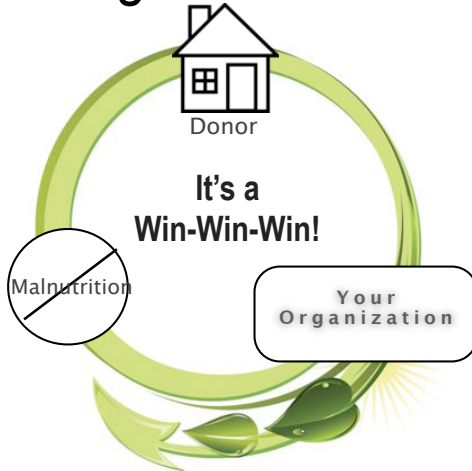 Donor
It's a
Win-Win-Win!
Malnutrition
Your
Organization